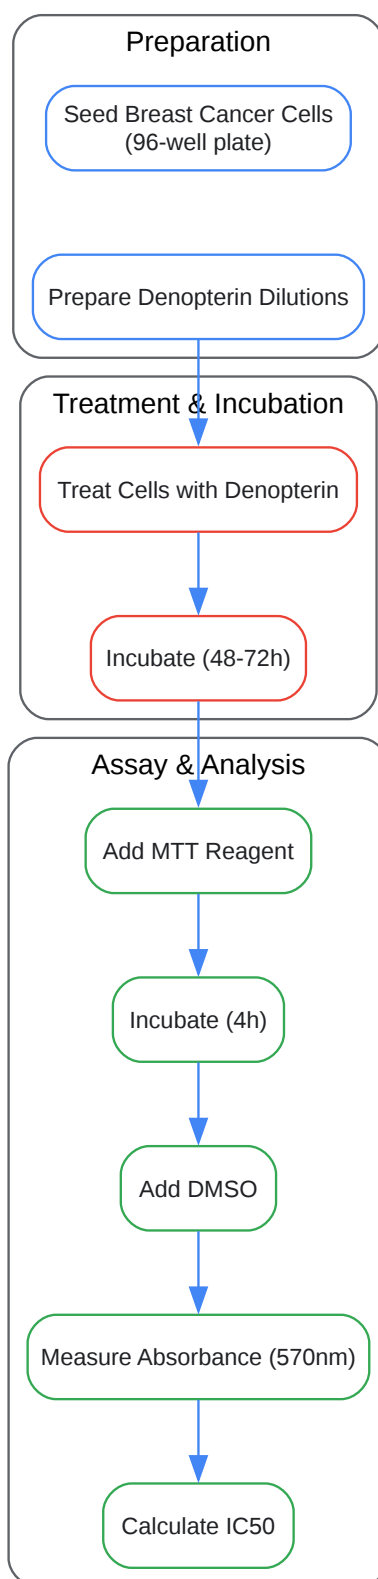 Preparation
Seed Breast Cancer Cells
(96-well plate)
Prepare Denopterin Dilutions
Treatment & Incubation
Treat Cells with Denopterin
Incubate (48-72h)
Assay & Analysis
Add MTT Reagent
Incubate (4h)
Add DMSO
Measure Absorbance (570nm)
Calculate IC50